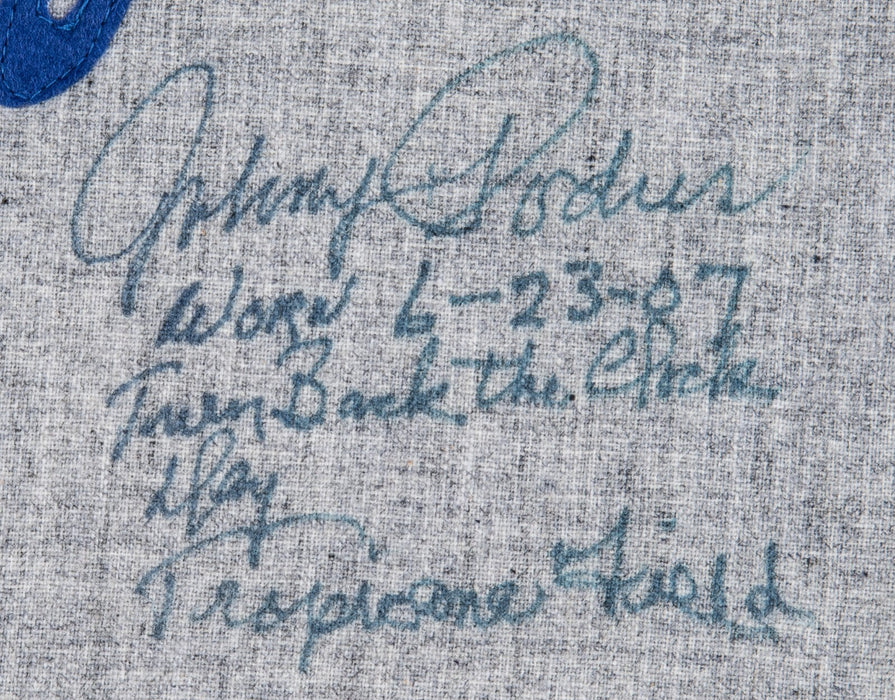 Johnny Podres
WORN 6-23-07
Turn Back the Clock
Day
Tropicana Field